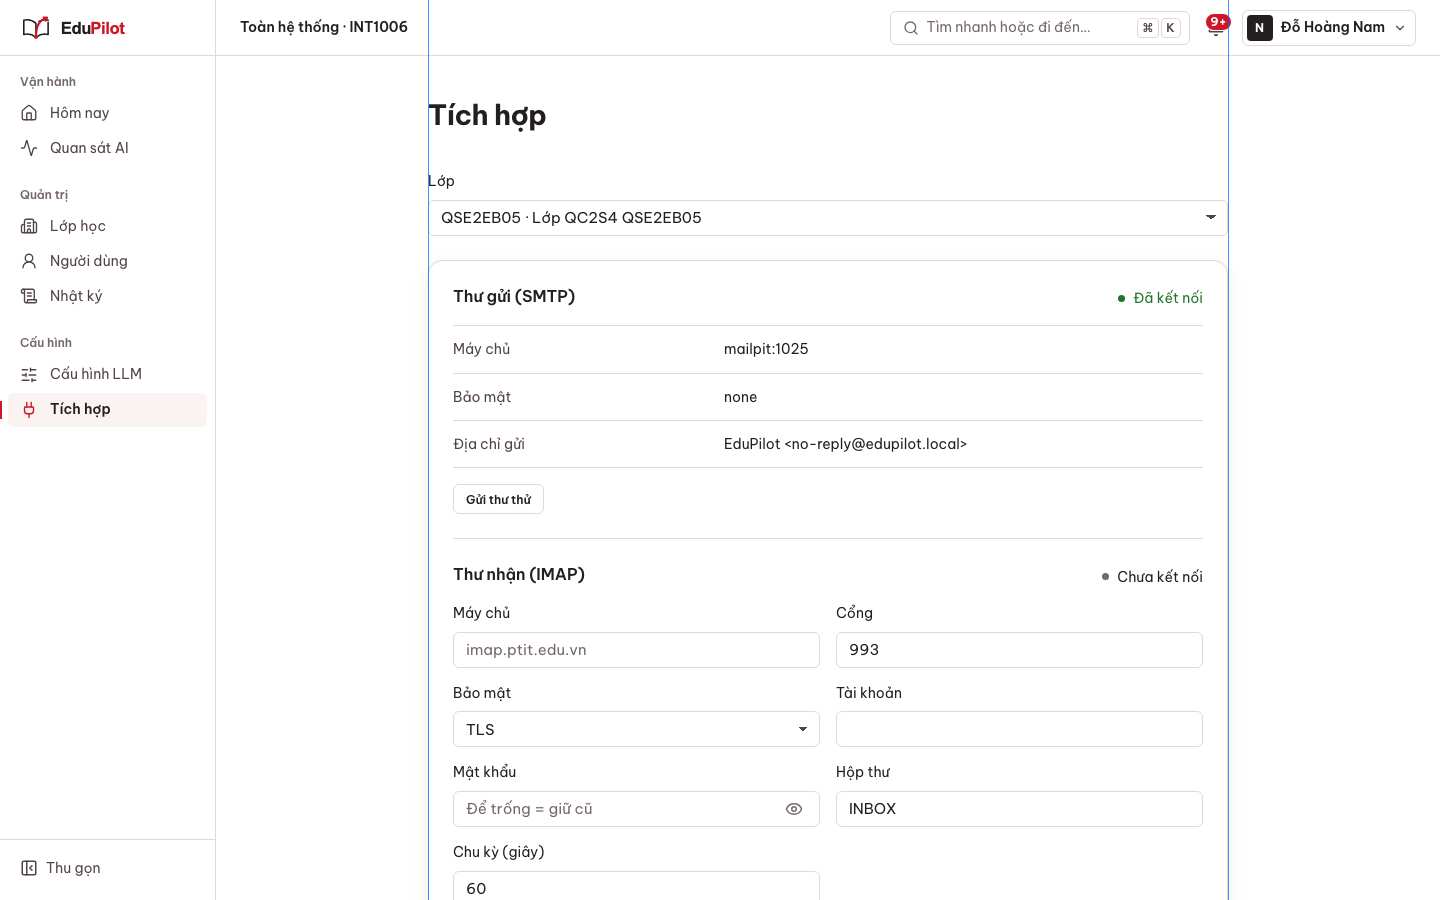 EduPilot
Toàn hệ thống · INT1006
Tìm nhanh hoặc đi đến...
⌘ K
9+
N
Đỗ Hoàng Nam
Vận hành
Hôm nay
Quan sát AI
Quản trị
Lớp học
Người dùng
Nhật ký
Cấu hình
Cấu hình LLM
Tích hợp
Thu gọn
Tích hợp
Lớp
QSE2EB05 · Lớp QC2S4 QSE2EB05
Thư gửi (SMTP)
Đã kết nối
Máy chủ
mailpit:1025
Bảo mật
none
Địa chỉ gửi
EduPilot <no-reply@edupilot.local>
Gửi thư thử
Thư nhận (IMAP)
Chưa kết nối
Máy chủ
Cổng
imap.ptit.edu.vn
993
Bảo mật
Tài khoản
TLS
Mật khẩu
Hộp thư
Để trống = giữ cũ
INBOX
Chu kỳ (giây)
60